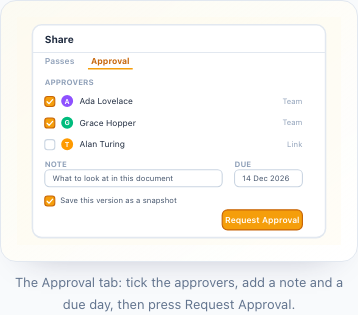 Share
Passes Approval
APPROVERS
A Ada Lovelace Team
G Grace Hopper Team
T Alan Turing Link
NOTE DUE
What to look at in this document 14 Dec 2026
Save this version as a snapshot
Request Approval
The Approval tab: tick the approvers, add a note and a
due day, then press Request Approval.